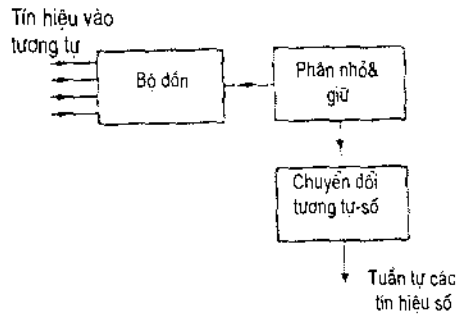 Tín hiệu vào
tương tự
Bộ dồn
Phân nhỏ&
giữ
Chuyển đổi
tương tự-số
Tuần tự các
tín hiệu số